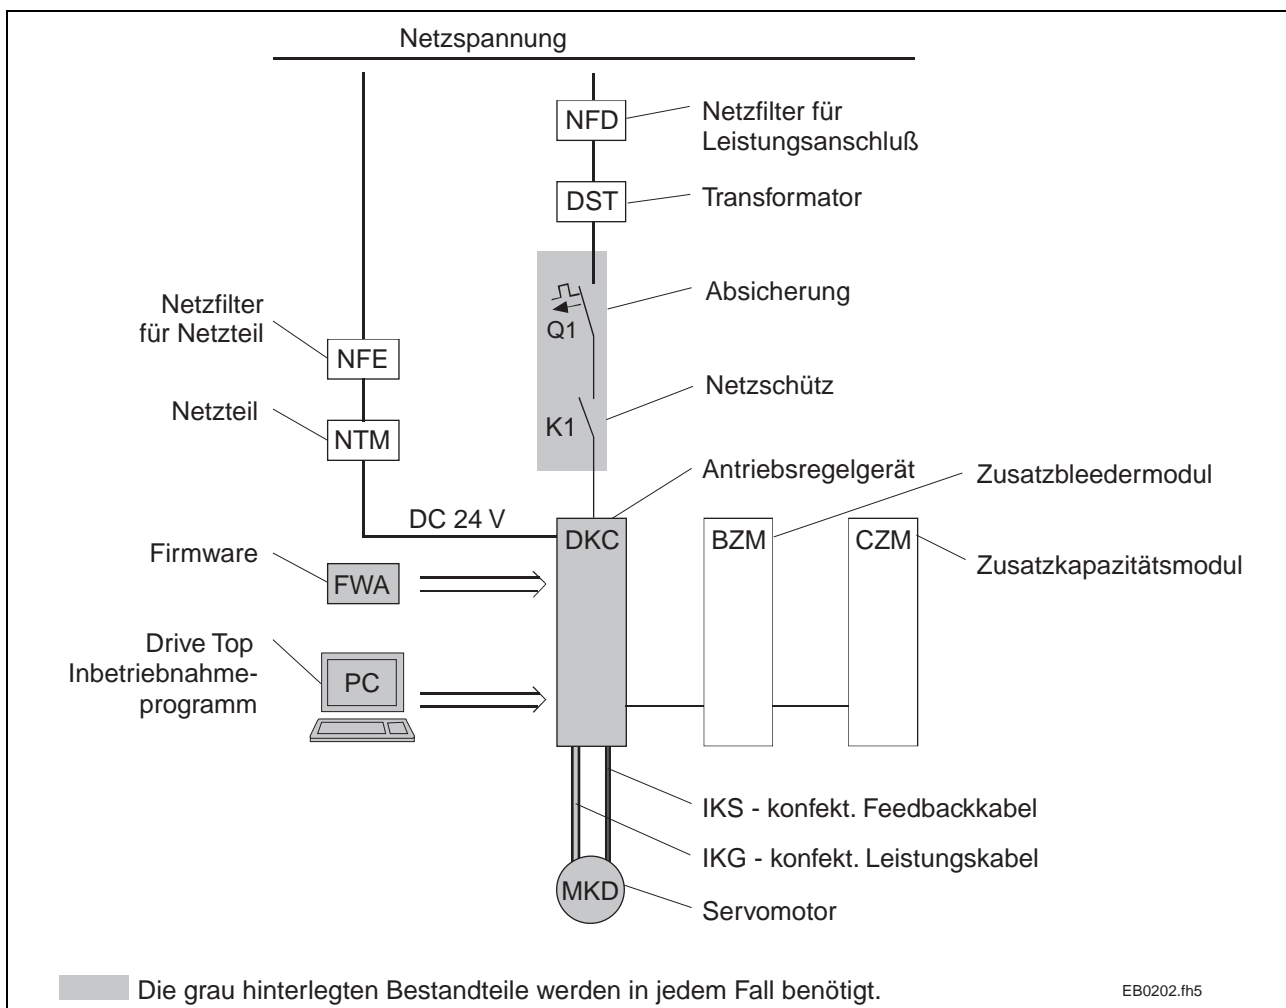 Netzspannung
NFD
Netzfilter für
Leistungsanschluß
DST
Transformator
Absicherung
Q1
Netzfilter
für Netzteil
NFE
Netzschütz
K1
Netzteil
NTM
Antriebsregelgerät
Zusatzbleedermodul
DC 24 V
DKC
BZM
CZM
Zusatzkapazitätsmodul
Firmware
FWA
Drive Top
Inbetriebnahme-
programm
PC
IKS - konfekt. Feedbackkabel
IKG - konfekt. Leistungskabel
MKD
Servomotor
Die grau hinterlegten Bestandteile werden in jedem Fall benötigt.
EB0202.fh5